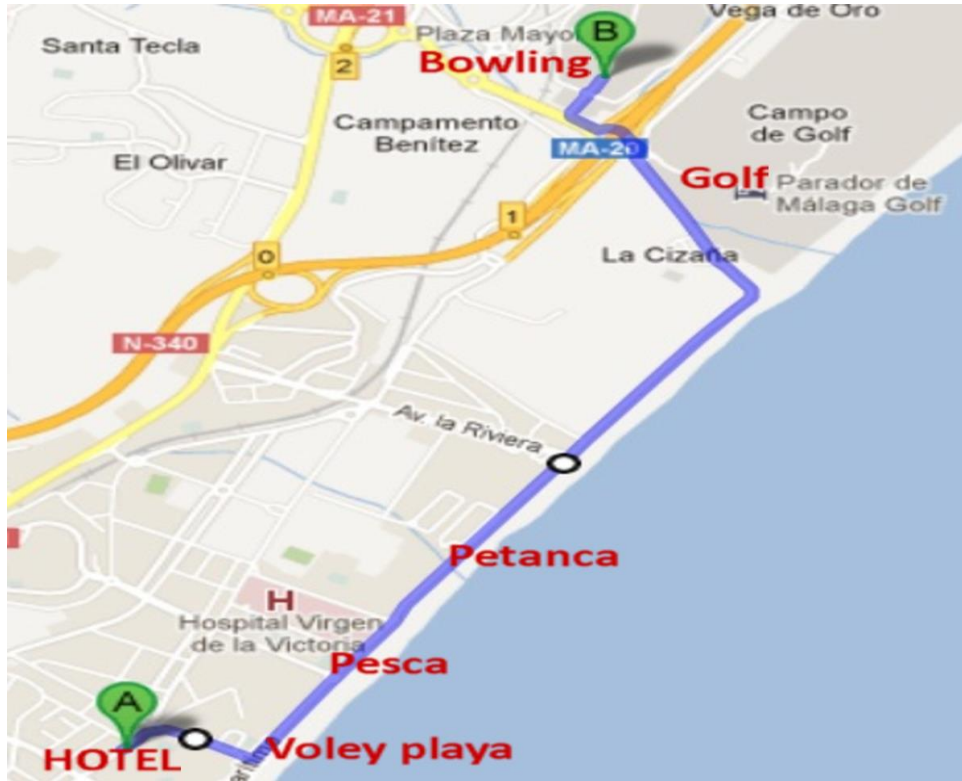 MA-21
Vega de Oro
Santa Tecla
Plaza Mayo
B
2
Bowling
Campamento
Benítez
Campo
de Golf
El Olivar
MA-20
Golf
Parador de
Málaga Golf
1
0
La Cizaña
N-340
Av. la Riviera
Petanca
H
Hospital Virgen
de la Victoria
Pesca
A
HOTEL
Voley playa